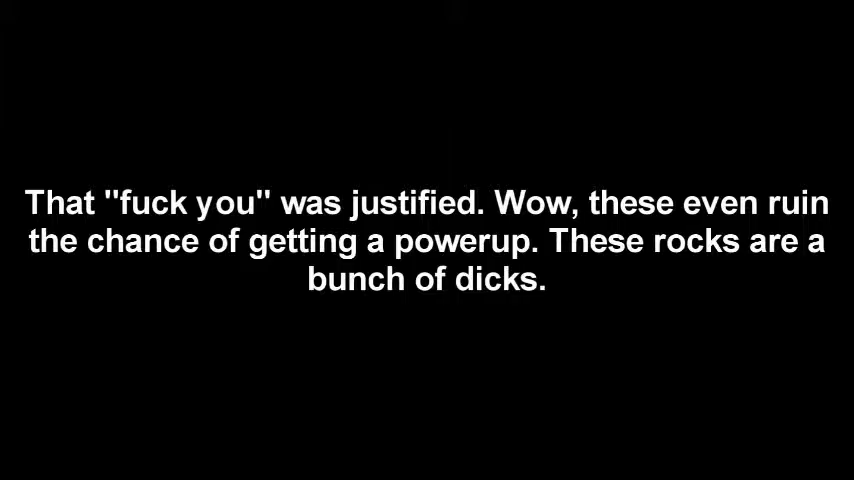 That "fuck you" was justified. Wow, these even ruin
the chance of getting a powerup. These rocks are a
bunch of dicks.